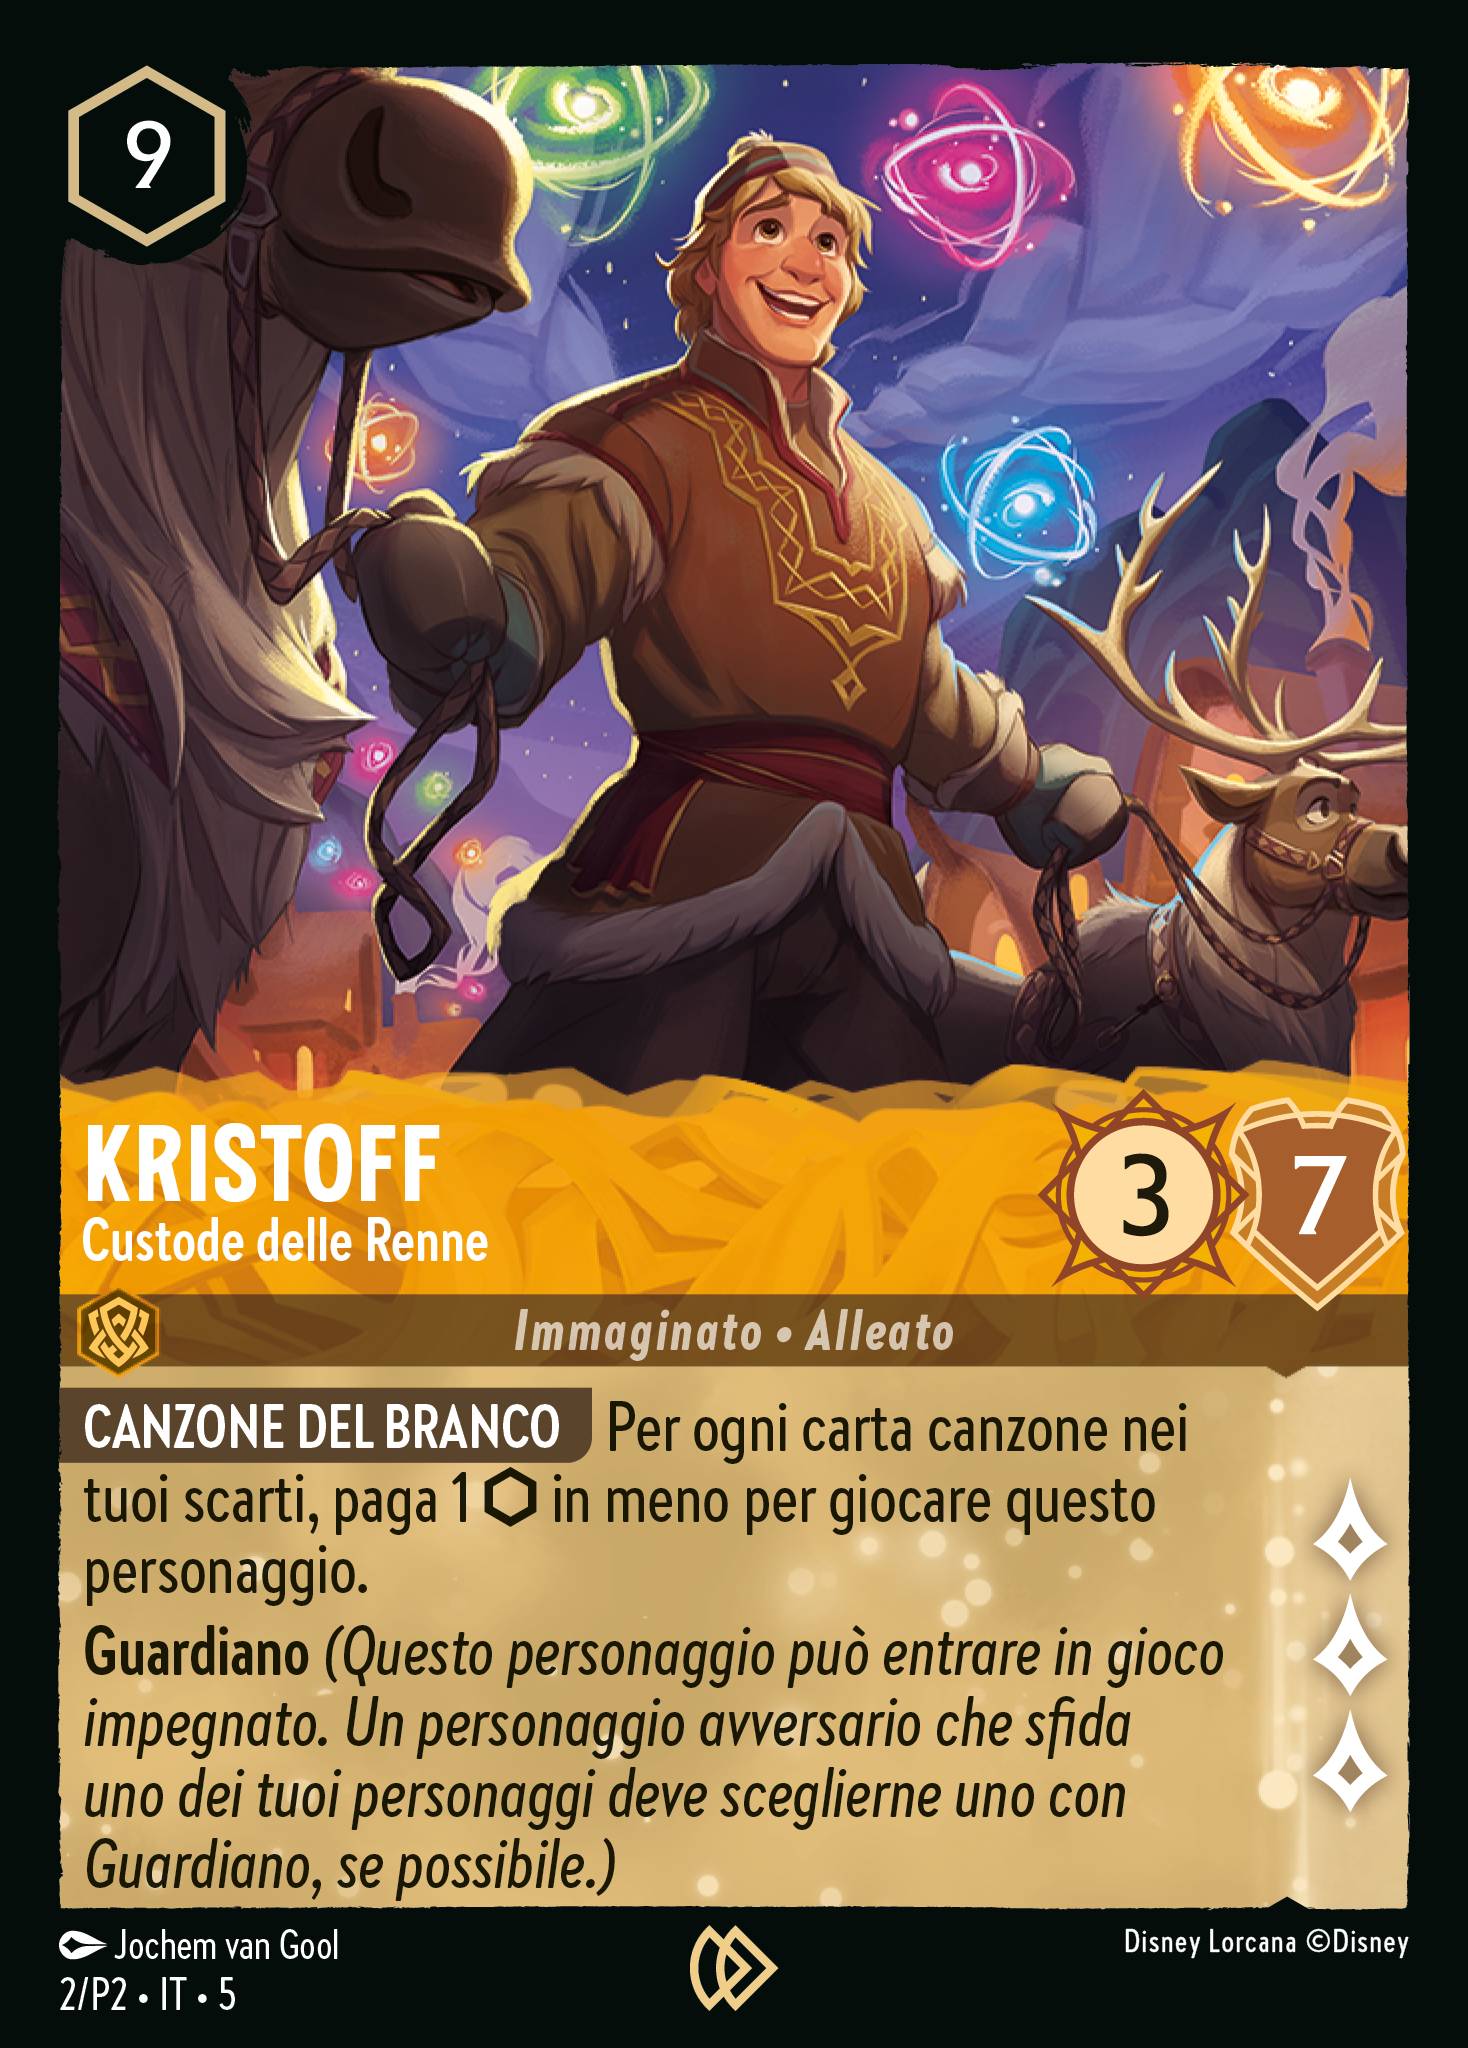 9
KRISTOFF
Custode delle Renne
3
7
Immaginato • Alleato
CANZONE DEL BRANCO Per ogni carta canzone nei
tuoi scarti, paga 1 ⬡ in meno per giocare questo
personaggio.
Guardiano (Questo personaggio può entrare in gioco
impegnato. Un personaggio avversario che sfida
uno dei tuoi personaggi deve sceglierne uno con
Guardiano, se possibile.)
Jochem van Gool
Disney Lorcana ©Disney
2/P2 • IT • 5